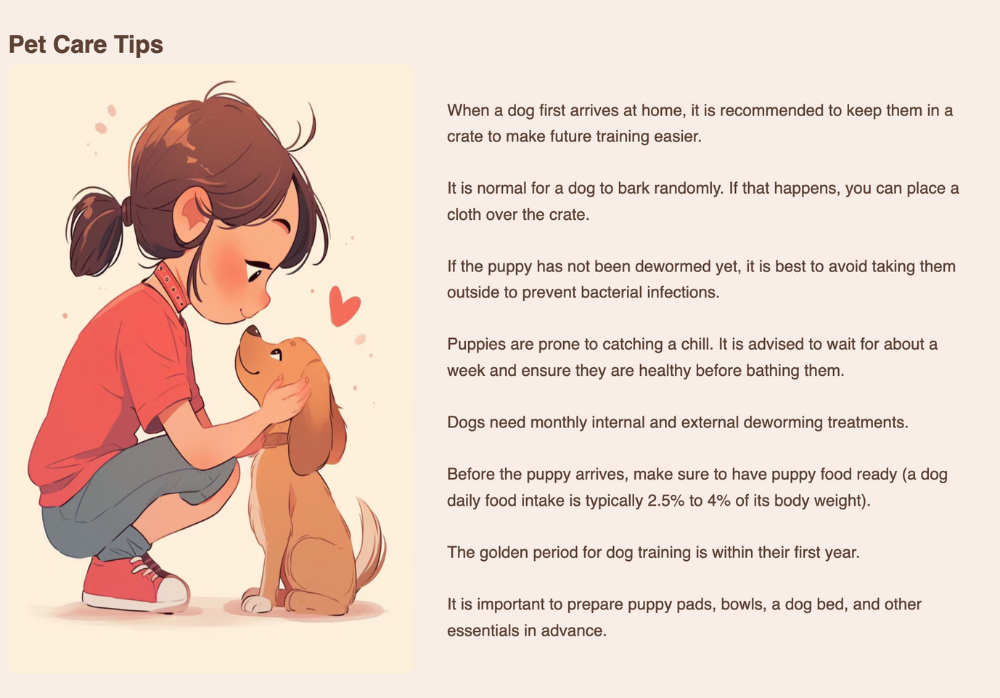 Pet Care Tips
When a dog first arrives at home, it is recommended to keep them in a
crate to make future training easier.
It is normal for a dog to bark randomly. If that happens, you can place a
cloth over the crate.
If the puppy has not been dewormed yet, it is best to avoid taking them
outside to prevent bacterial infections.
Puppies are prone to catching a chill. It is advised to wait for about a
week and ensure they are healthy before bathing them.
Dogs need monthly internal and external deworming treatments.
Before the puppy arrives, make sure to have puppy food ready (a dog
daily food intake is typically 2.5% to 4% of its body weight).
The golden period for dog training is within their first year.
It is important to prepare puppy pads, bowls, a dog bed, and other
essentials in advance.